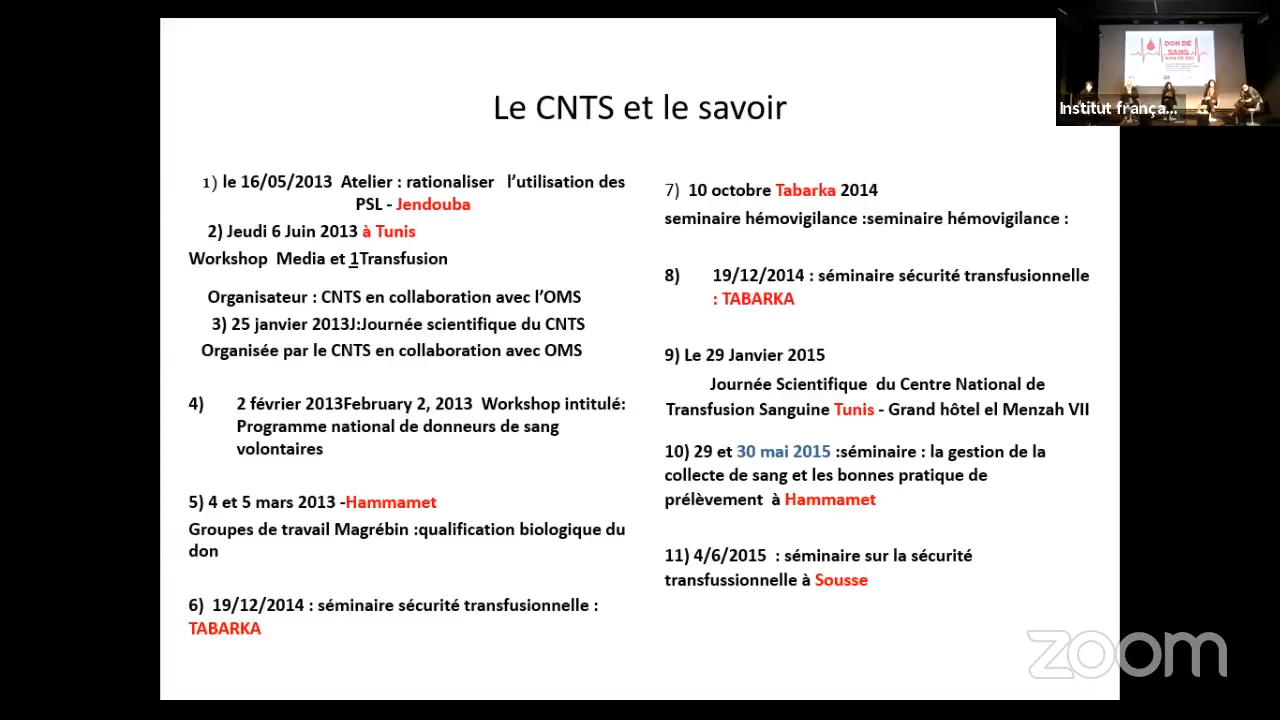 Le CNTS et le savoir
1) le 16/05/2013 Atelier : rationaliser l’utilisation des
PSL - Jendouba
2) Jeudi 6 Juin 2013 à Tunis
Workshop Media et 1Transfusion
Organisateur : CNTS en collaboration avec l’OMS
3) 25 janvier 2013J:Journée scientifique du CNTS
Organisée par le CNTS en collaboration avec OMS
4) 2 février 2013February 2, 2013 Workshop intitulé:
Programme national de donneurs de sang
volontaires
5) 4 et 5 mars 2013 -Hammamet
Groupes de travail Magrébin :qualification biologique du
don
6) 19/12/2014 : séminaire sécurité transfusionnelle :
TABARKA
7) 10 octobre Tabarka 2014
seminaire hémovigilance :seminaire hémovigilance :
8) 19/12/2014 : séminaire sécurité transfusionnelle
: TABARKA
9) Le 29 Janvier 2015
Journée Scientifique du Centre National de
Transfusion Sanguine Tunis - Grand hôtel el Menzah VII
10) 29 et 30 mai 2015 :séminaire : la gestion de la
collecte de sang et les bonnes pratique de
prélèvement à Hammamet
11) 4/6/2015 : séminaire sur la sécurité
transfussionnelle à Sousse
DON DE
SANG
Institut frança...
zoom